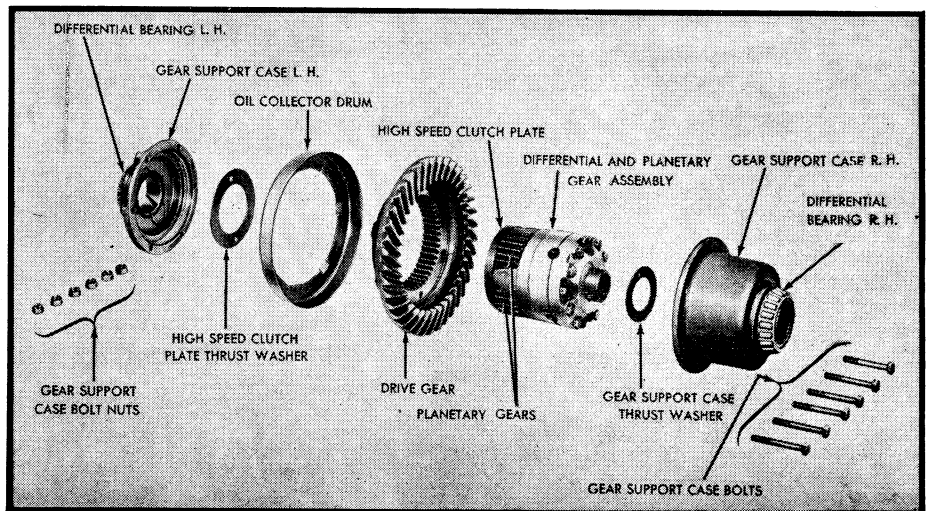 DIFFERENTIAL BEARING L. H.
GEAR SUPPORT CASE L. H.
OIL COLLECTOR DRUM
HIGH SPEED CLUTCH PLATE
DIFFERENTIAL AND PLANETARY
GEAR ASSEMBLY
GEAR SUPPORT CASE R. H.
DIFFERENTIAL
BEARING R. H.
HIGH SPEED CLUTCH
PLATE THRUST WASHER
GEAR SUPPORT
CASE BOLT NUTS
DRIVE GEAR
PLANETARY GEARS
GEAR SUPPORT CASE
THRUST WASHER
GEAR SUPPORT CASE BOLTS